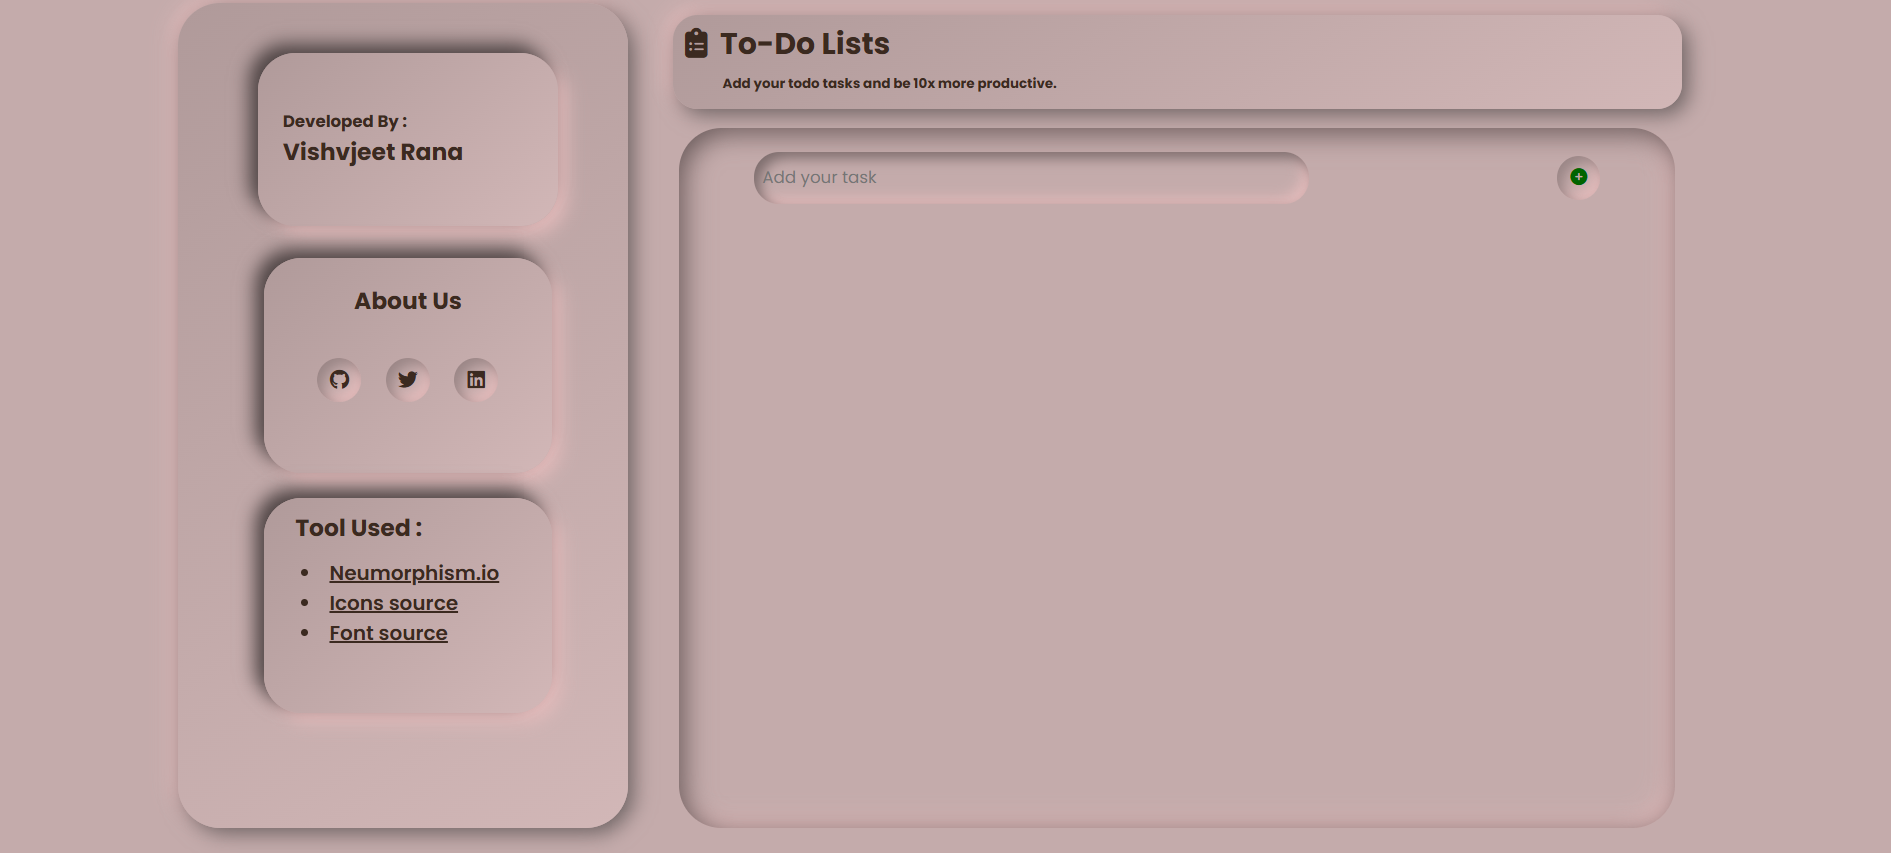 Developed By :
Vishvjeet Rana
About Us
Tool Used :
Neumorphism.io
Icons source
Font source
To-Do Lists
Add your todo tasks and be 10x more productive.
Add your task